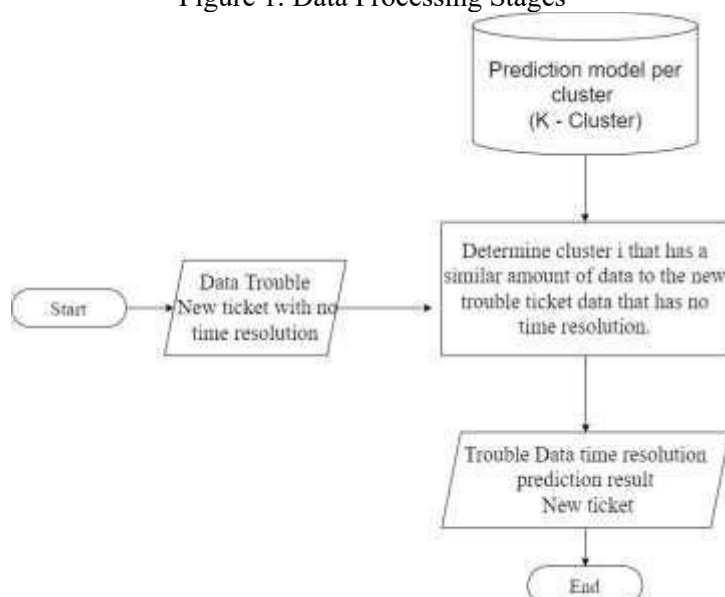 Figure 1. Data Processing Stages
Prediction model per
cluster
(K - Cluster)
Start
Data Trouble
New ticket with no
time resolution
Determine cluster i that has a
similar amount of data to the new
trouble ticket data that has no
time resolution.
Trouble Data time resolution
prediction result
New ticket
End